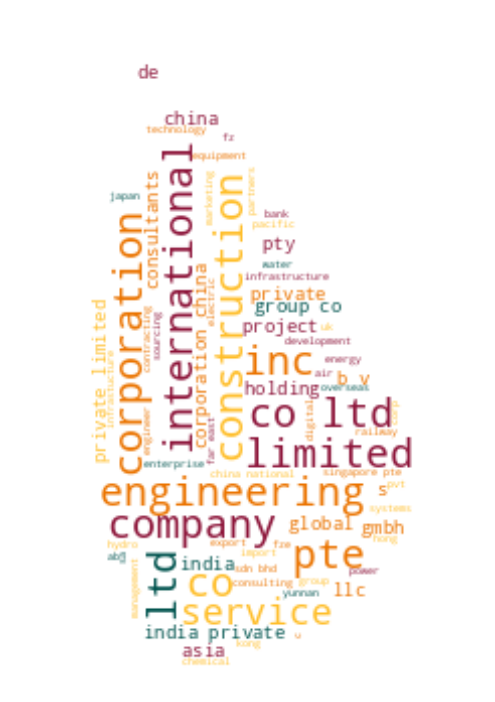 de
china
technology
fz
equipment
international
construction
corporation
consultants
marketing
partners
japan
bank
pacific
pty
water
infrastructure
private
group co
project
uk
development
energy
air
b v
overseas
inc
holding
co ltd
corp
digital
railway
limited
private limited
infrastructure
contracting
sourcing
engineer
corporation china
electric
far east
enterprise
china national
singapore pte
pvt
s
engineering
systems
company
global
gmbh
hong
hydro
export
fze
import
pte
ltd
india
sdn bhd
power
co
consulting
group
yunnan
llc
management
service
india private
u
kong
asia
chemical